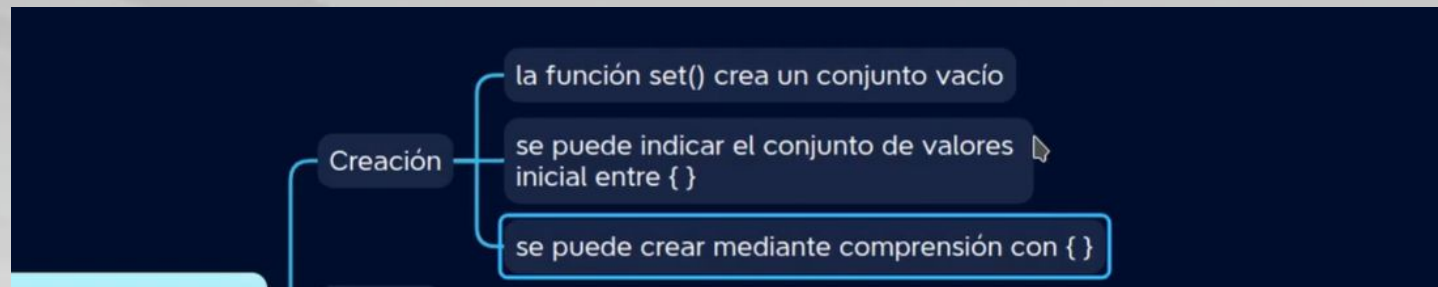 la función set() crea un conjunto vacío
Creación
se puede indicar el conjunto de valores
inicial entre { }
se puede crear mediante comprensión con { }